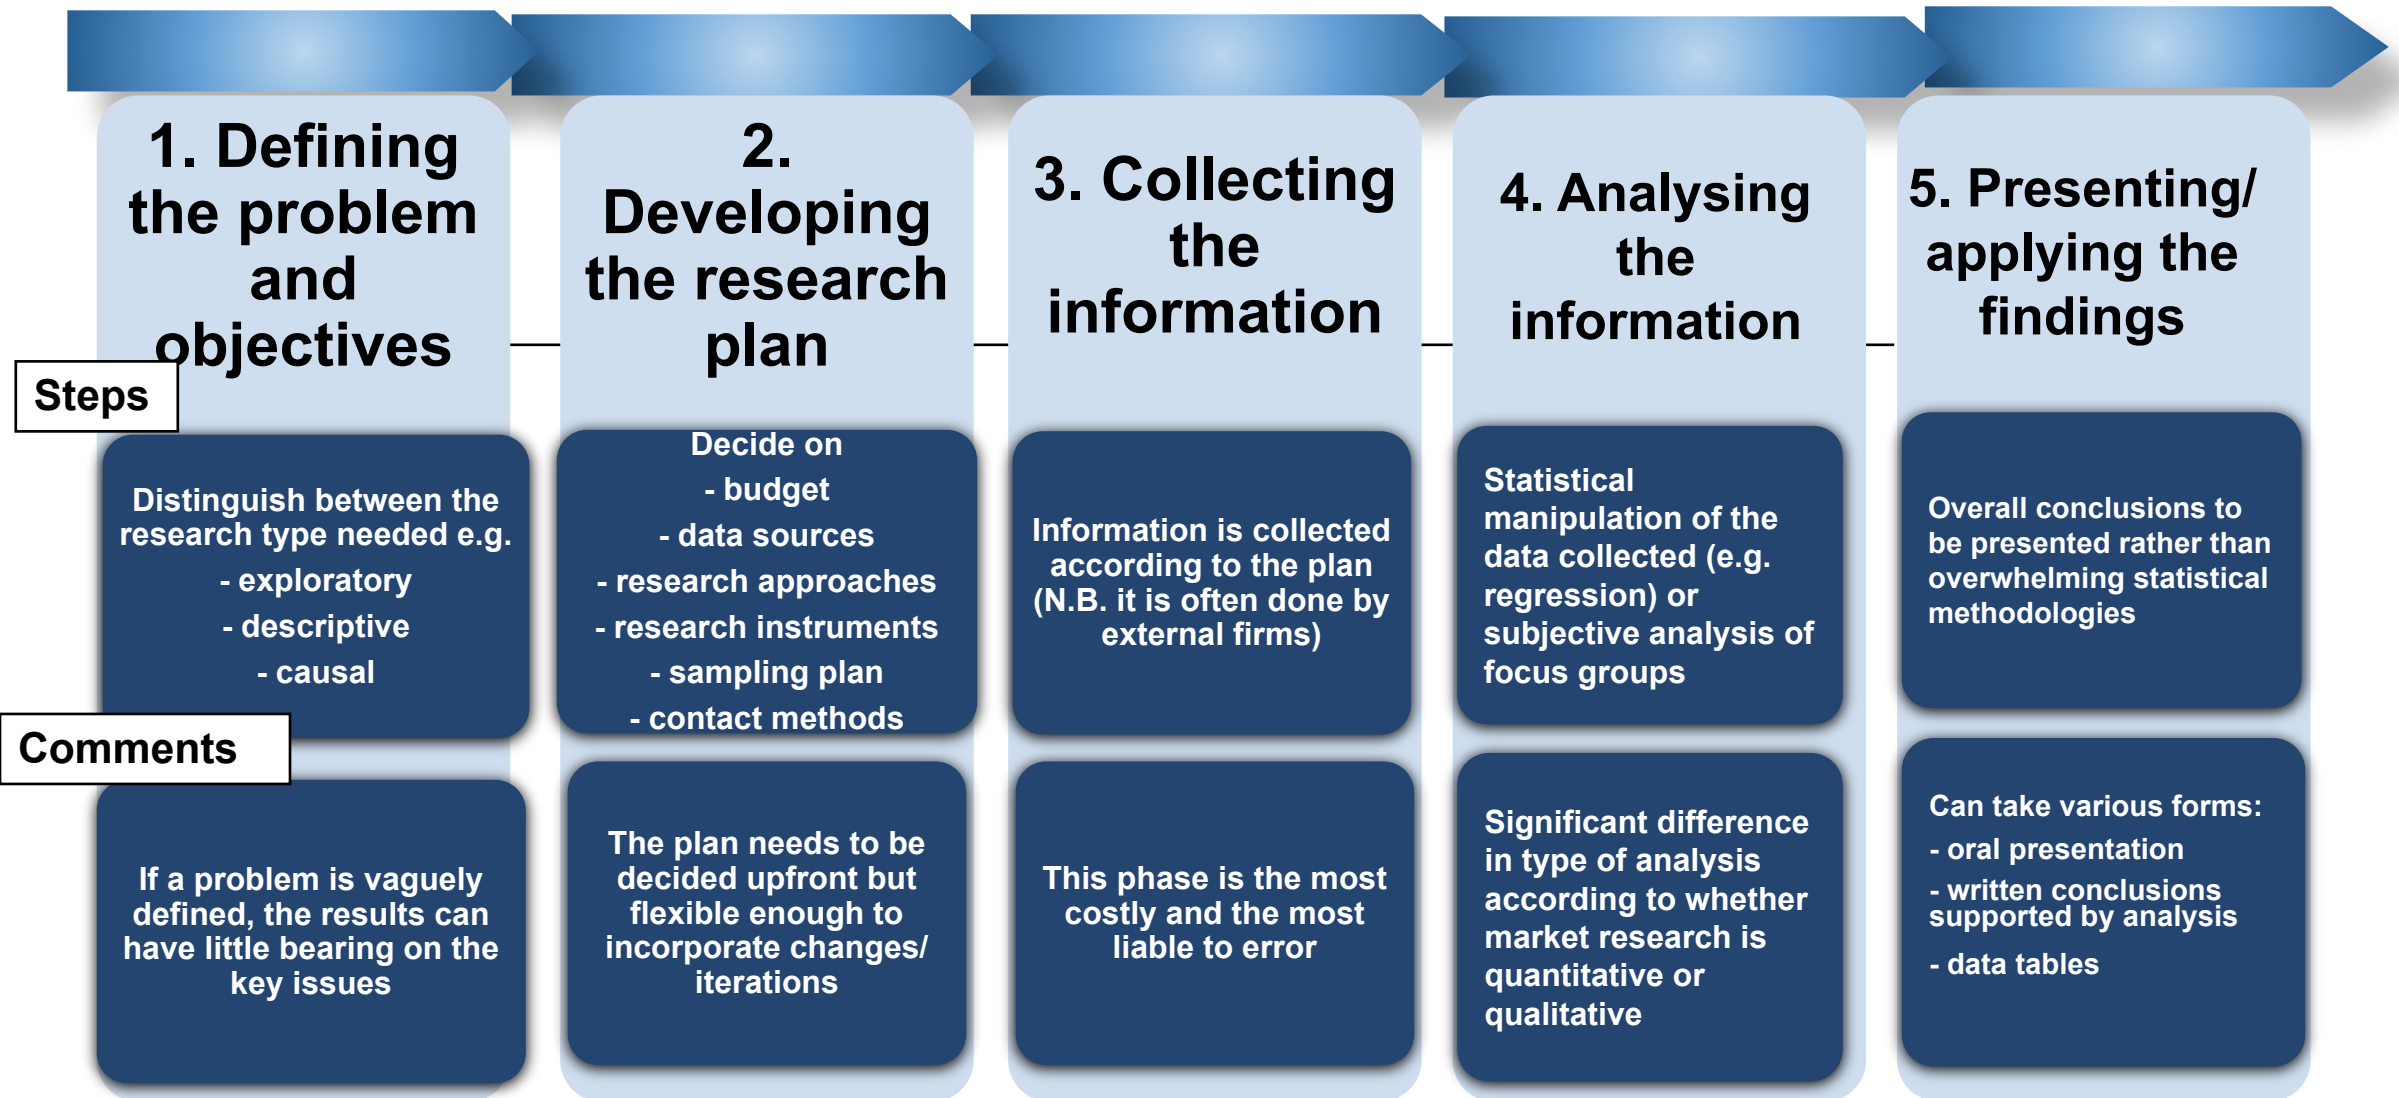 1. Defining
the problem
and
objectives
2.
Developing
the research
plan
3. Collecting
the
information
4. Analysing
the
information
5. Presenting/
applying the
findings
Steps
Distinguish between the
research type needed e.g.
- exploratory
- descriptive
- causal
Decide on
- budget
- data sources
- research approaches
- research instruments
- sampling plan
- contact methods
Information is collected
according to the plan
(N.B. it is often done by
external firms)
Statistical
manipulation of the
data collected (e.g.
regression) or
subjective analysis of
focus groups
Overall conclusions to
be presented rather than
overwhelming statistical
methodologies
Comments
If a problem is vaguely
defined, the results can
have little bearing on the
key issues
The plan needs to be
decided upfront but
flexible enough to
incorporate changes/
iterations
This phase is the most
costly and the most
liable to error
Significant difference
in type of analysis
according to whether
market research is
quantitative or
qualitative
Can take various forms:
- oral presentation
- written conclusions
supported by analysis
- data tables